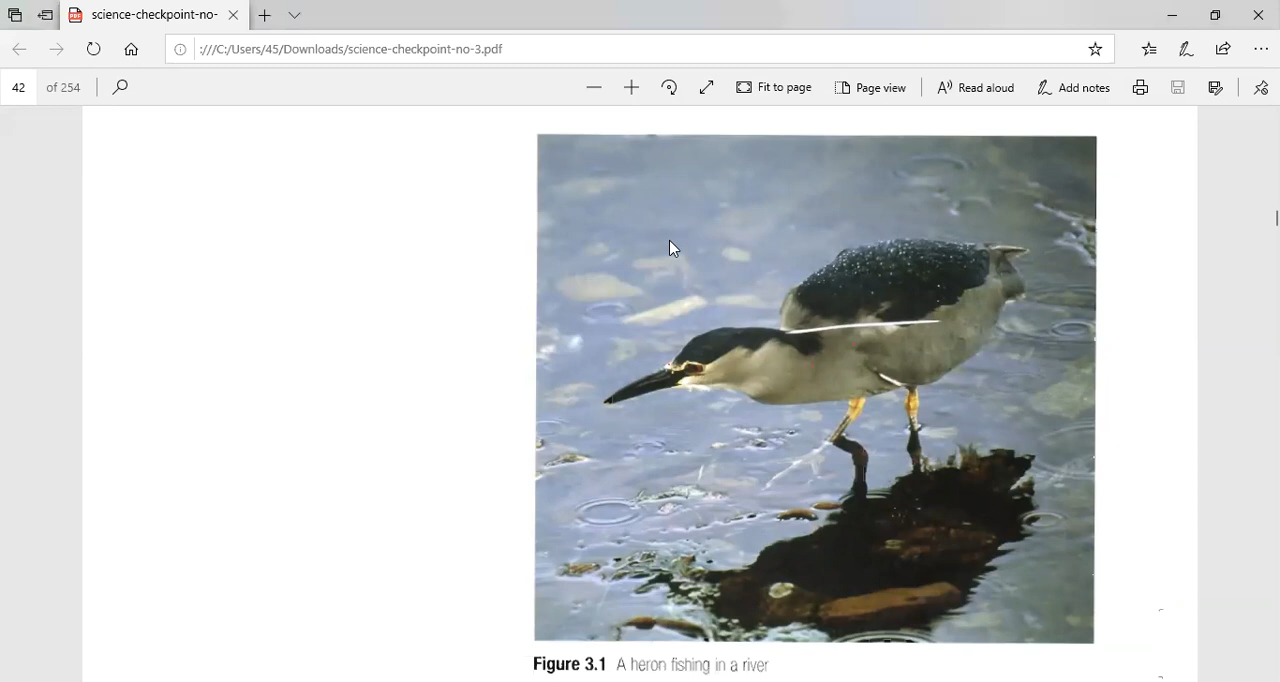 science-checkpoint-no-
:///C:/Users/45/Downloads/science-checkpoint-no-3.pdf
42 of 254
Fit to page
Page view
Read aloud
Add notes
Figure 3.1 A heron fishing in a river